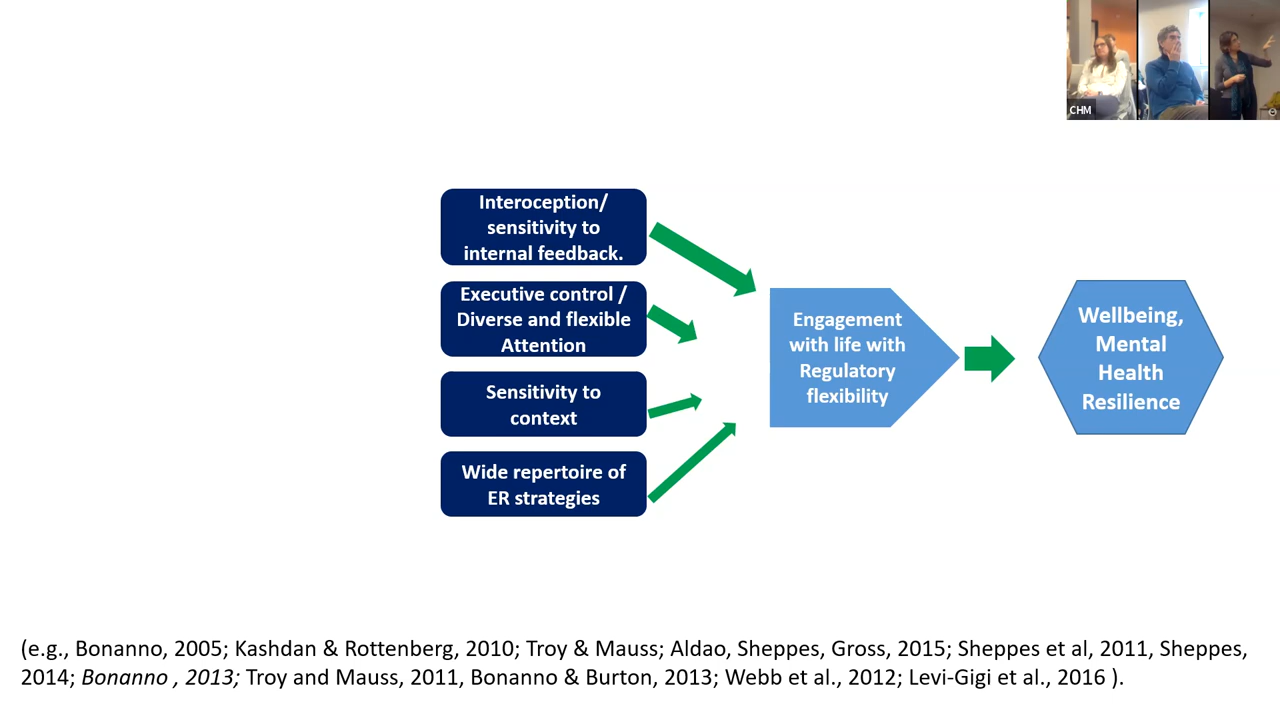 CHM
Interoception/
sensitivity to
internal feedback.
Executive control /
Diverse and flexible
Attention
Sensitivity to
context
Wide repertoire of
ER strategies
Engagement
with life with
Regulatory
flexibility
Wellbeing,
Mental
Health
Resilience
(e.g., Bonanno, 2005; Kashdan & Rottenberg, 2010; Troy & Mauss; Aldao, Sheppes, Gross, 2015; Sheppes et al, 2011, Sheppes,
2014; Bonanno , 2013; Troy and Mauss, 2011, Bonanno & Burton, 2013; Webb et al., 2012; Levi-Gigi et al., 2016 ).